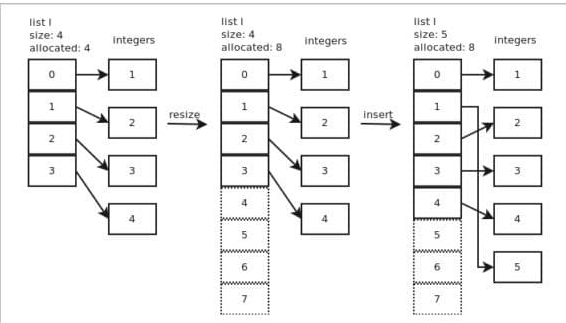 list l
size: 4
allocated: 4
integers
0
1
2
3
1
2
3
4
resize
list l
size: 4
allocated: 8
integers
0
1
2
3
4
5
6
7
1
2
3
4
insert
list l
size: 5
allocated: 8
integers
0
1
2
3
4
5
6
7
1
2
3
4
5